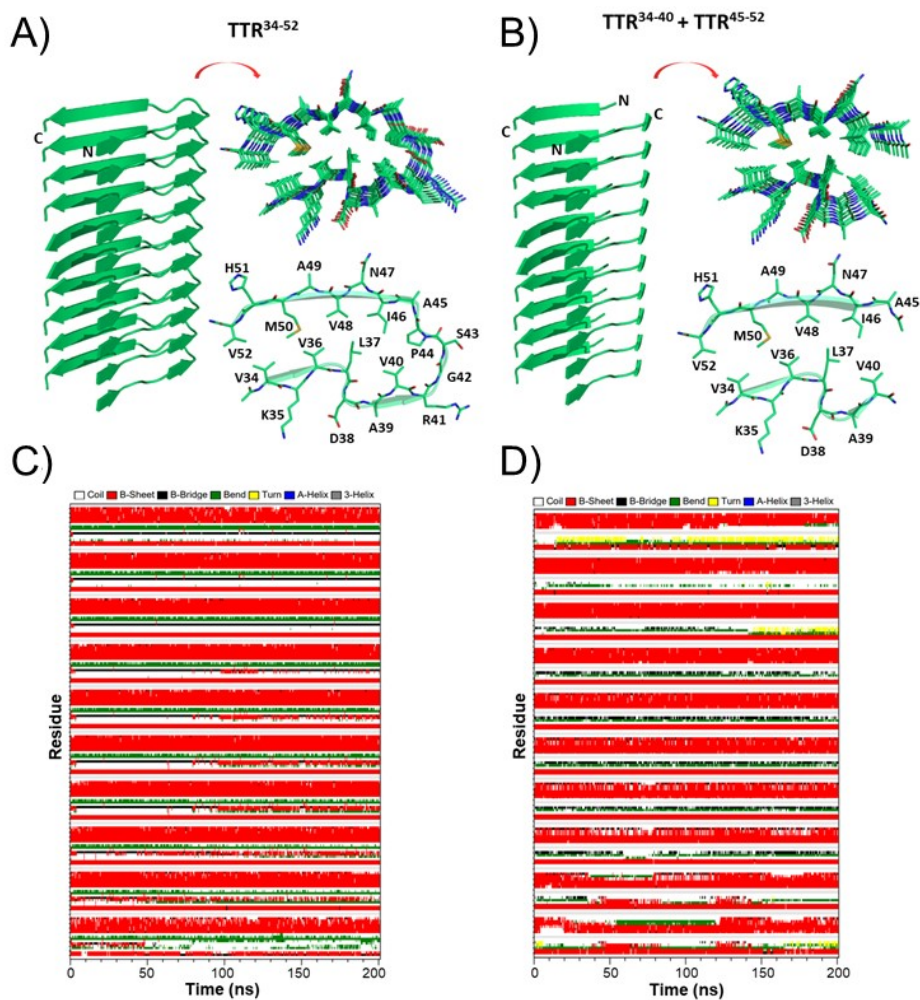 A)
TTR34-52
C
N
H51
A49
N47
A45
M50
V48
I46
S43
V52
V36
L37
P44
V40
G42
V34
K35
D38
A39
R41
B)
TTR34-40 + TTR45-52
N
C
C
N
H51
A49
N47
M50
V48
I46
A45
V52
V36
L37
V40
V34
K35
D38
A39
C)
Coil B-Sheet B-Bridge Bend Turn A-Helix 3-Helix
Residue
0 50 100 150 200
Time (ns)
D)
Coil B-Sheet B-Bridge Bend Turn A-Helix 3-Helix
Residue
0 50 100 150 200
Time (ns)